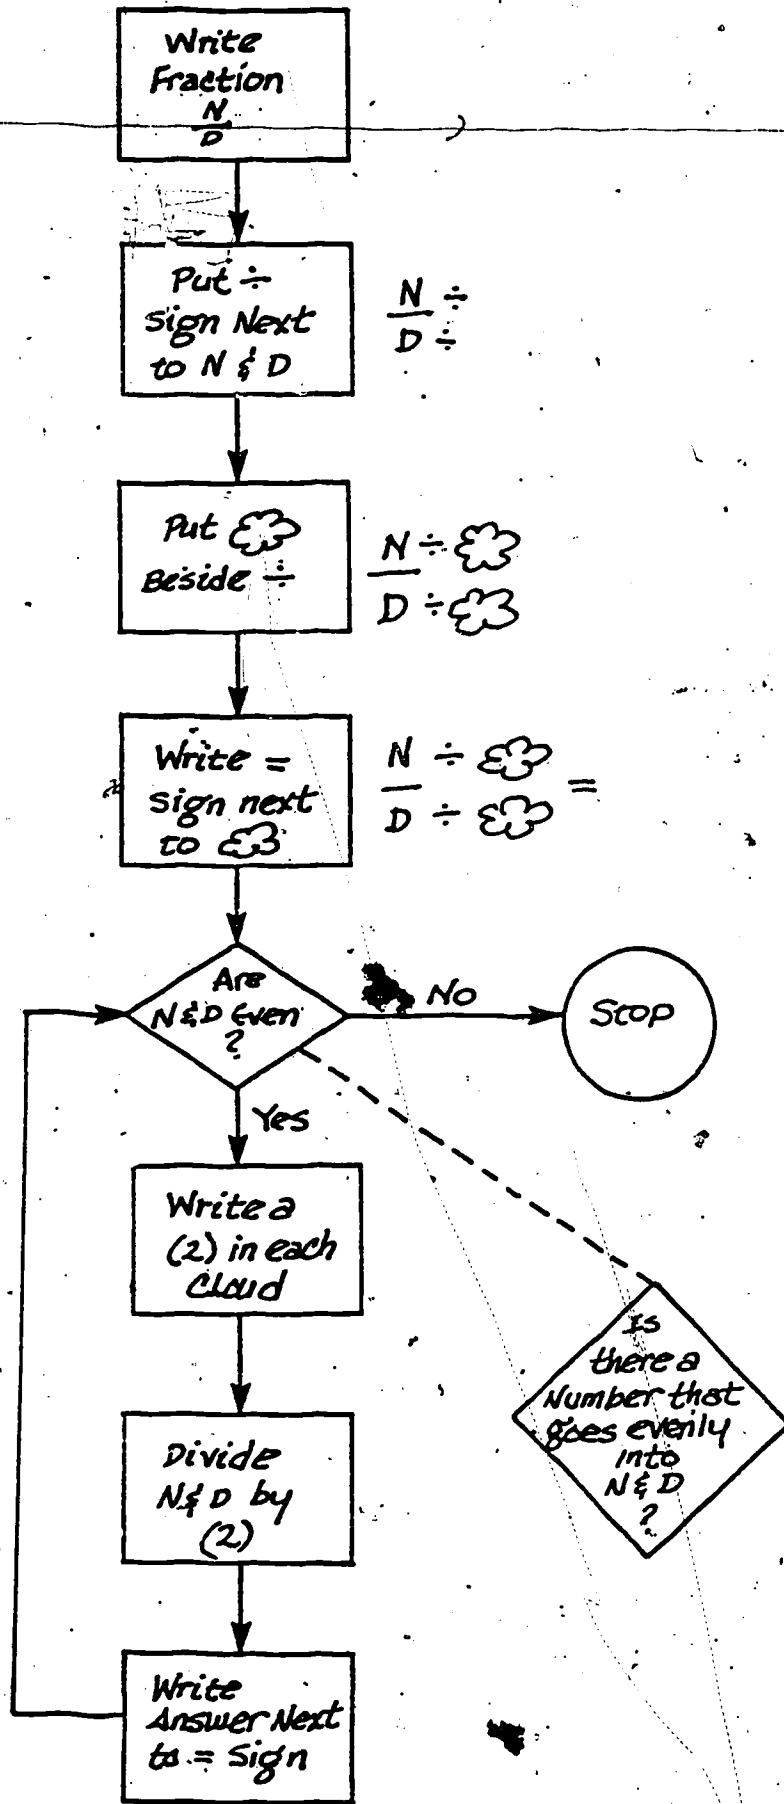 Write
Fraction
N
D
Put ÷
sign Next
to N & D
N ÷
D ÷
Put
Beside ÷
N ÷
D ÷
Write =
sign next
to
N ÷
=
D ÷
Are
N & D Even
?
No
Stop
Yes
Write a
(2) in each
Cloud
Is
there a
Number that
goes evenly
into
N & D
?
Divide
N & D by
(2)
Write
Answer Next
to = Sign